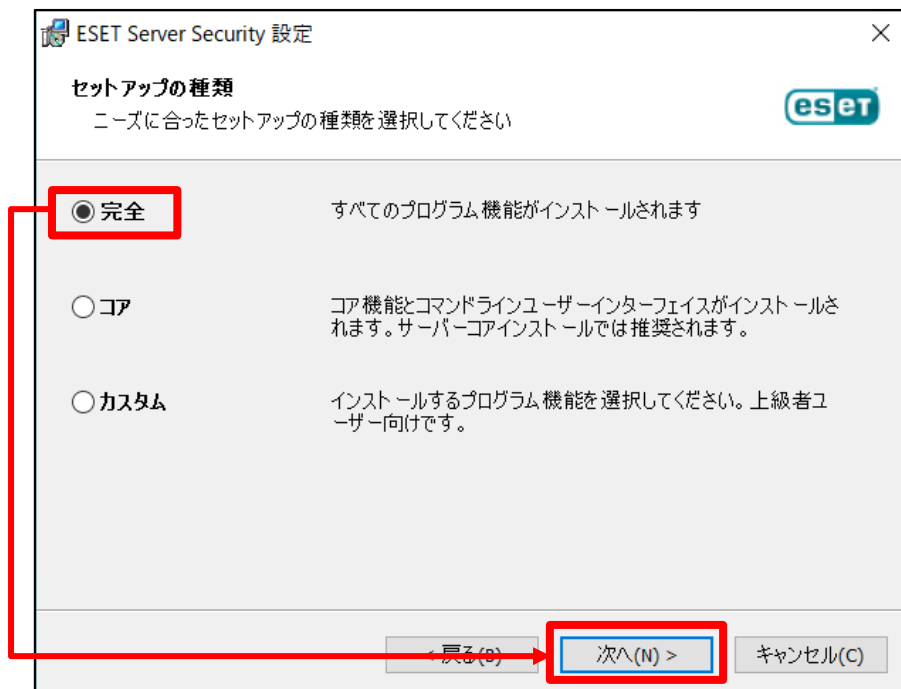 ESET Server Security 設定
セットアップの種類
ニーズに合ったセットアップの種類を選択してください
eseT
完全
すべてのプログラム機能がインストールされます
コア
コア機能とコマンドラインユーザーインターフェイスがインストールさ
れます。サーバーコアインストールでは推奨されます。
カスタム
インストールするプログラム機能を選択してください。上級者ユ
ーザー向けです。
< 戻る(B)
次へ(N) >
キャンセル(C)